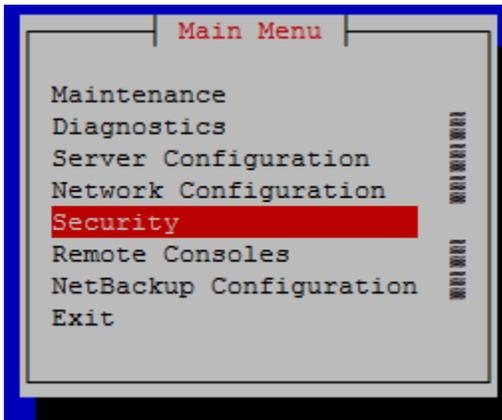 Main Menu
Maintenance
Diagnostics
Server Configuration
Network Configuration
Security
Remote Consoles
NetBackup Configuration
Exit